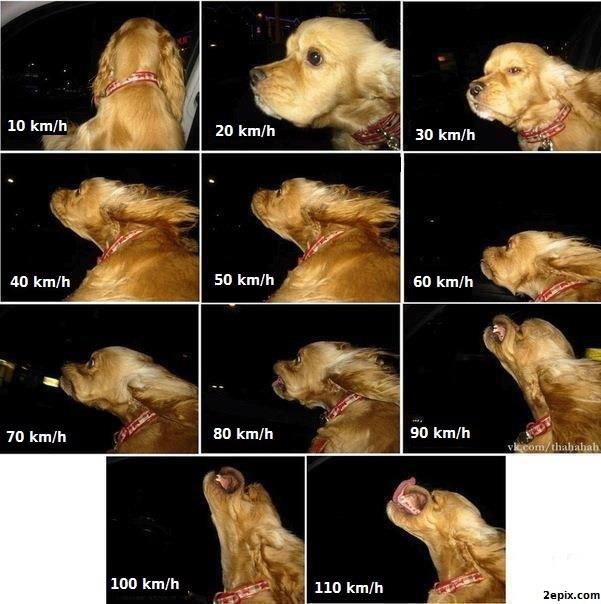 10 km/h
20 km/h
30 km/h
40 km/h
50 km/h
60 km/h
70 km/h
80 km/h
90 km/h
vk.com/thahahah
100 km/h
110 km/h
2epix.com